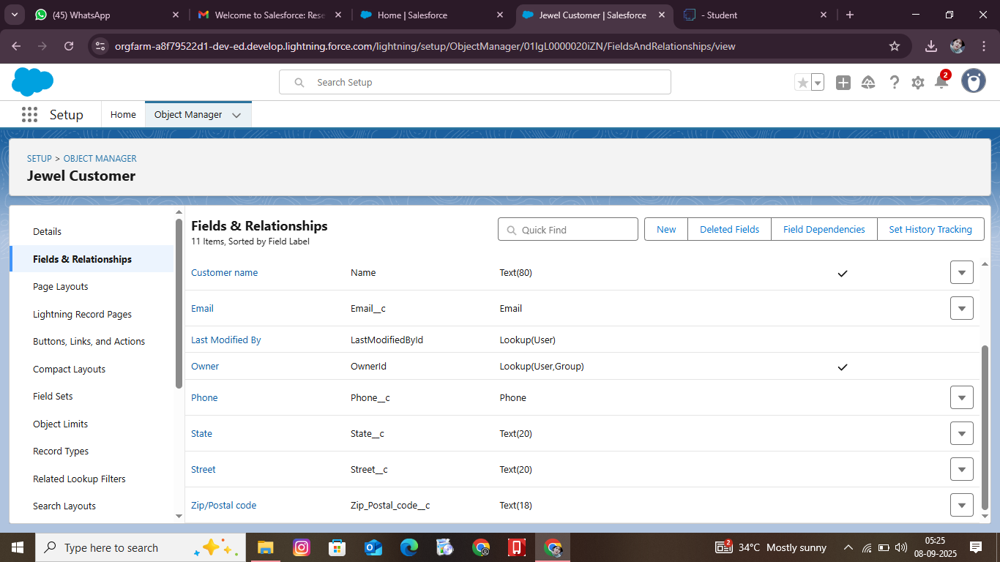 (45) WhatsApp
Welcome to Salesforce: Rese
Home | Salesforce
Jewel Customer | Salesforce
- Student
orgfarm-a8f79522d1-dev-ed.develop.lightning.force.com/lightning/setup/ObjectManager/01IgL0000020iZN/FieldsAndRelationships/view
Search Setup
2
Setup
Home
Object Manager
SETUP > OBJECT MANAGER
Jewel Customer
Details
Fields & Relationships
Page Layouts
Lightning Record Pages
Buttons, Links, and Actions
Compact Layouts
Field Sets
Object Limits
Record Types
Related Lookup Filters
Search Layouts
Fields & Relationships
11 Items, Sorted by Field Label
Quick Find
New
Deleted Fields
Field Dependencies
Set History Tracking
Customer name Name Text(80)
Email Email__c Email
Last Modified By LastModifiedById Lookup(User)
Owner OwnerId Lookup(User,Group)
Phone Phone__c Phone
State State__c Text(20)
Street Street__c Text(20)
Zip/Postal code Zip_Postal_code__c Text(18)
Type here to search
2
34°C Mostly sunny
05:25
08-09-2025